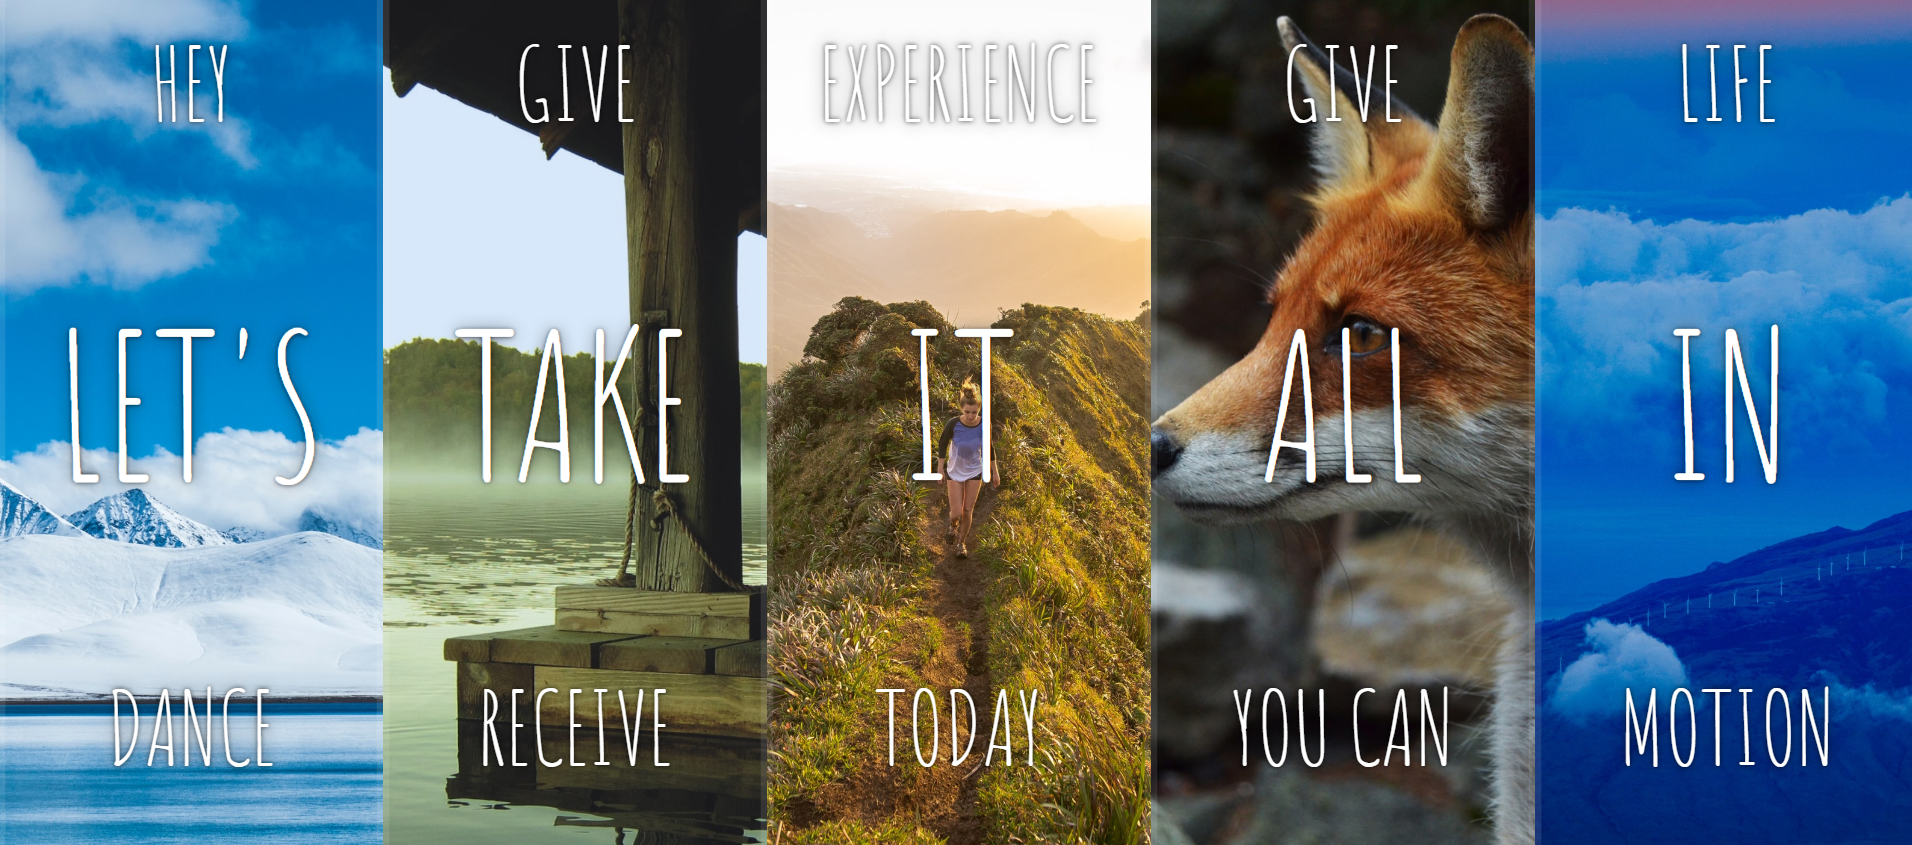 HEY
LET'S
DANCE
GIVE
TAKE
RECEIVE
EXPERIENCE
IT
TODAY
GIVE
ALL
YOU CAN
LIFE
IN
MOTION